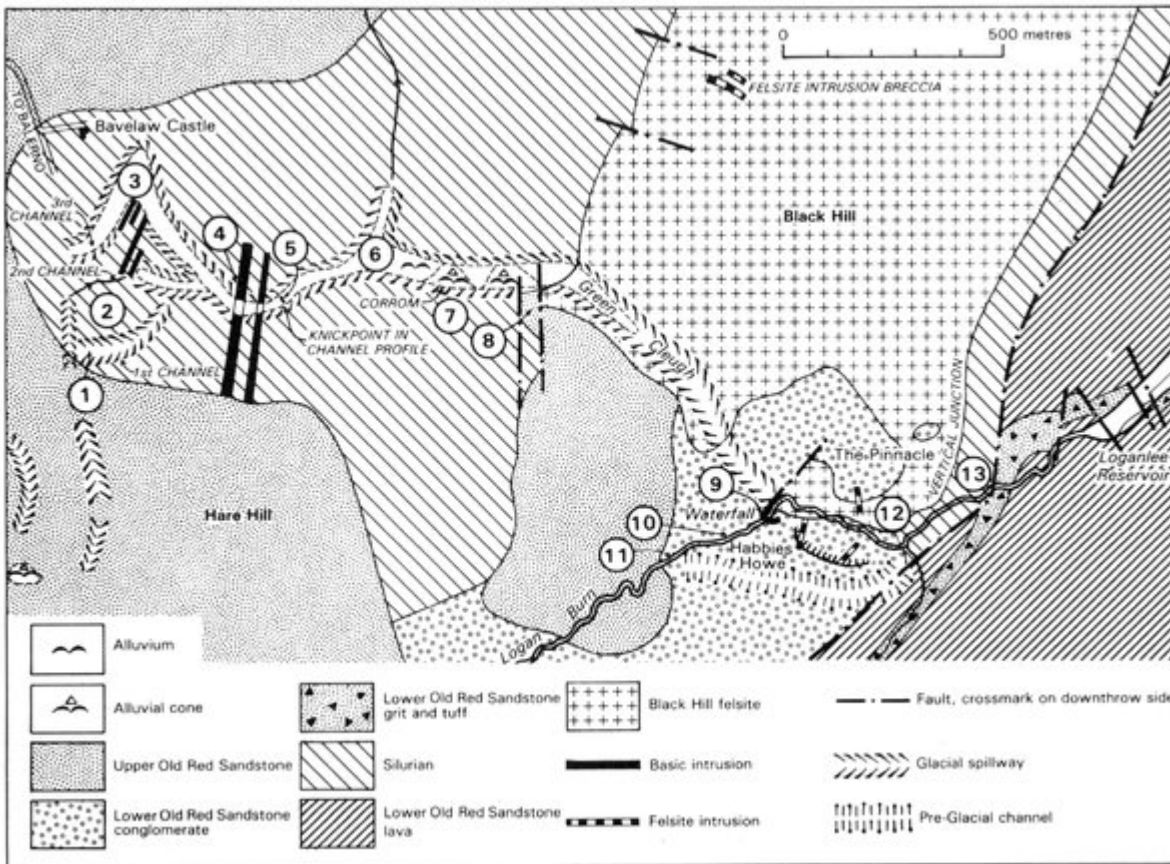 0 500 metres
FELSITE INTRUSION BRECCIA
TO BALERNO
Bavelaw Castle
3
3rd
CHANNEL
4
5
6
Black Hill
2nd CHANNEL
2
CORROM
7
8
Green
Cleugh
KNICKPOINT IN
CHANNEL PROFILE
1st CHANNEL
1
VERTICAL JUNCTION
The Pinnacle
13
Loganlee
Reservoir
9
Waterfall
12
Hare Hill
10
11
Habbies
Howe
Logan Burn
Alluvium
Alluvial cone
Upper Old Red Sandstone
Lower Old Red Sandstone
conglomerate
Lower Old Red Sandstone
grit and tuff
Silurian
Lower Old Red Sandstone
lava
Black Hill felsite
Basic intrusion
Felsite intrusion
Fault, crossmark on downthrow side
Glacial spillway
Pre-Glacial channel